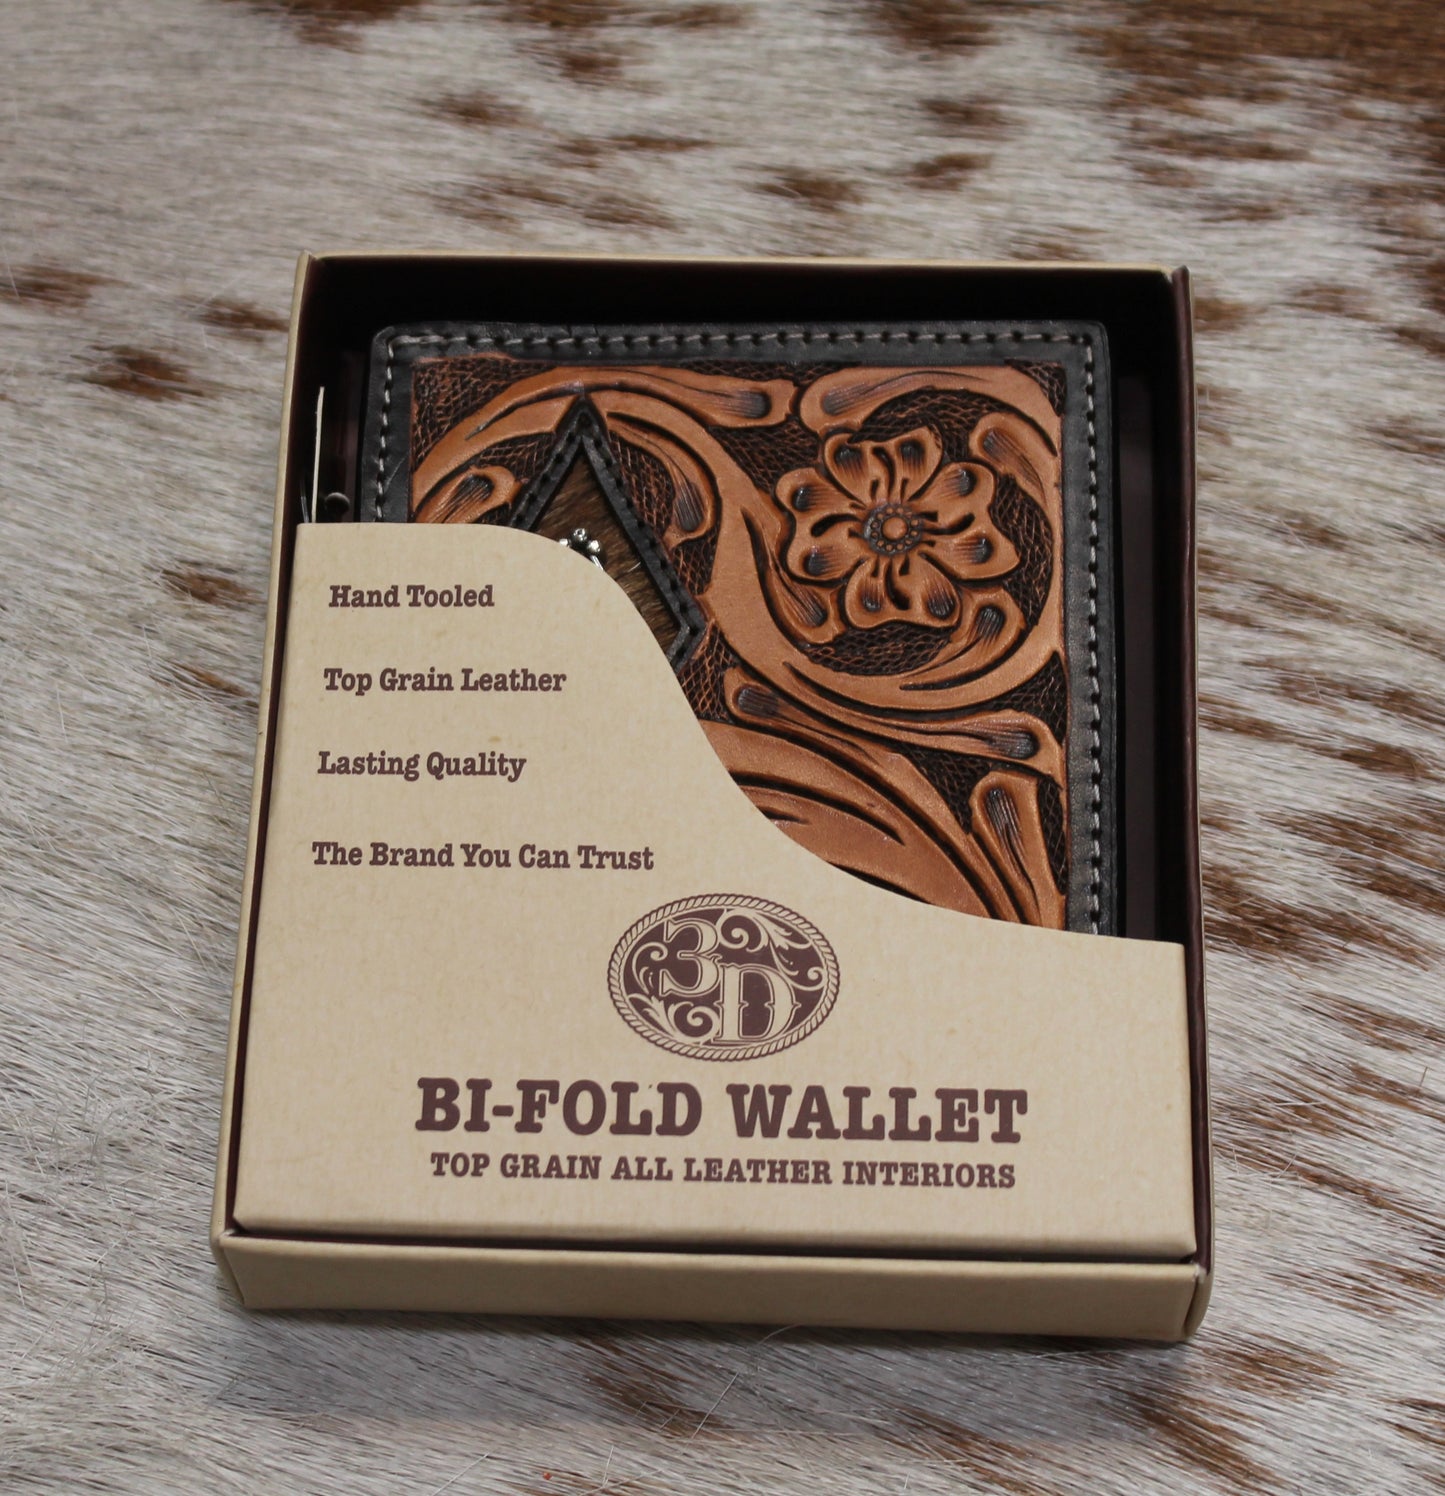 Hand Tooled
Top Grain Leather
Lasting Quality
The Brand You Can Trust
3D
BI-FOLD WALLET
TOP GRAIN ALL LEATHER INTERIORS